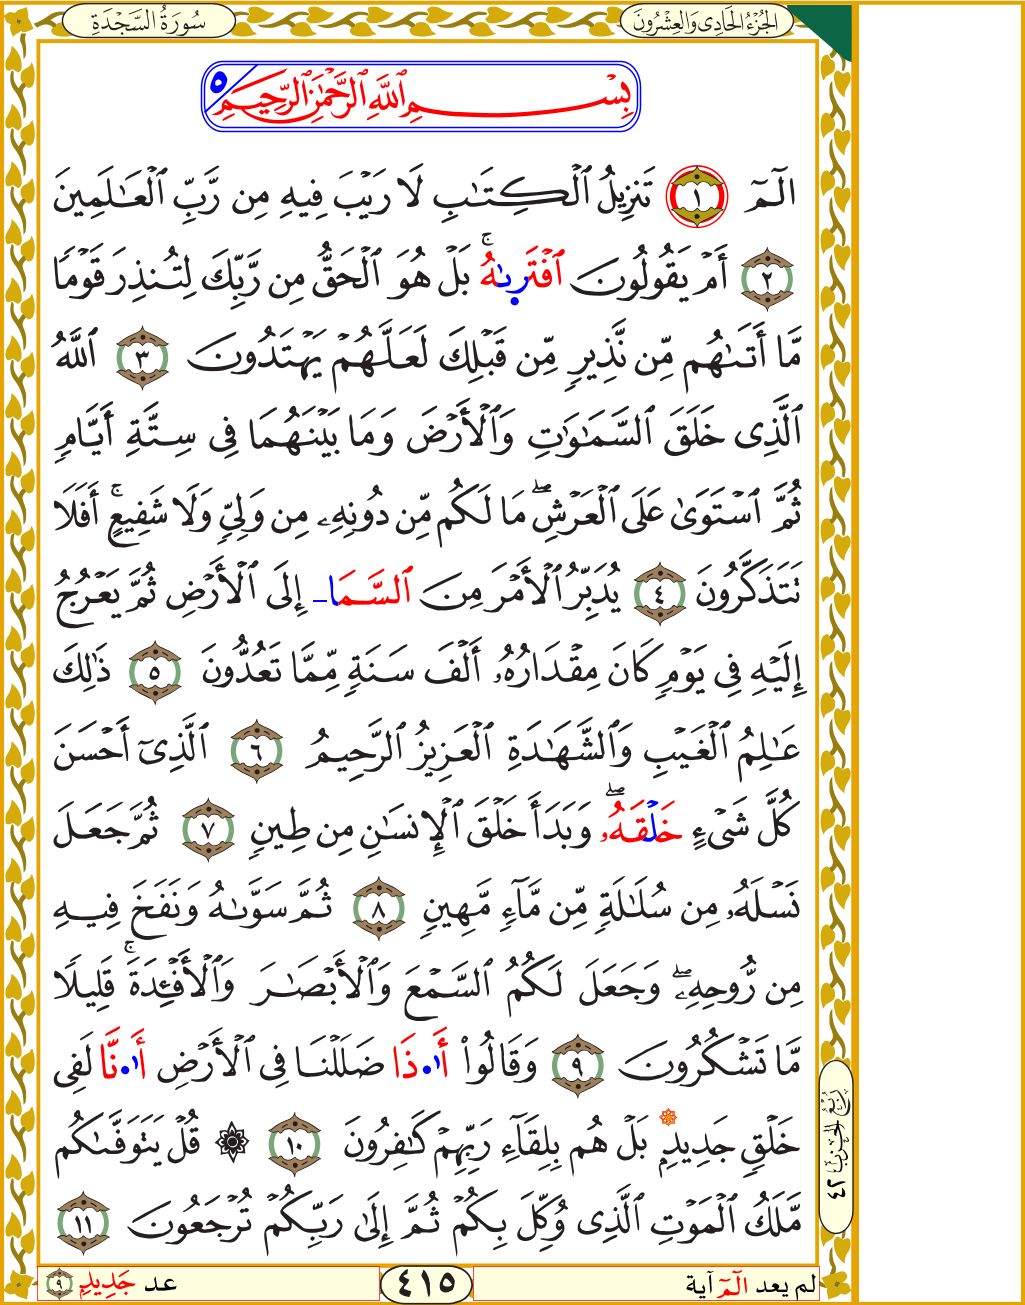 الجُزْءُ الحَادِى وَالعِشْرُونَ
سُورَةُ السَّجْدَةِ
بِسْمِ ٱللَّهِ ٱلرَّحْمَٰنِ ٱلرَّحِيمِ ٥
الٓمٓ ١ تَنزِيلُ ٱلْكِتَٰبِ لَا رَيْبَ فِيهِ مِن رَّبِّ ٱلْعَٰلَمِينَ
٢ أَمْ يَقُولُونَ ٱفْتَرىٰهُ ۚ بَلْ هُوَ ٱلْحَقُّ مِن رَّبِّكَ لِتُنذِرَ قَوْمًا
مَّا أَتَىٰهُم مِّن نَّذِيرٍ مِّن قَبْلِكَ لَعَلَّهُمْ يَهْتَدُونَ ٣ ٱللَّهُ
ٱلَّذِى خَلَقَ ٱلسَّمَٰوَٰتِ وَٱلْأَرْضَ وَمَا بَيْنَهُمَا فِى سِتَّةِ أَيَّامٍ
ثُمَّ ٱسْتَوَىٰ عَلَى ٱلْعَرْشِ ۖ مَا لَكُم مِّن دُونِهِۦ مِن وَلِىٍّ وَلَا شَفِيعٍ ۚ أَفَلَا
تَتَذَكَّرُونَ ٤ يُدَبِّرُ ٱلْأَمْرَ مِنَ ٱلسَّمَا إِلَى ٱلْأَرْضِ ثُمَّ يَعْرُجُ
إِلَيْهِ فِى يَوْمٍ كَانَ مِقْدَارُهُۥ أَلْفَ سَنَةٍ مِّمَّا تَعُدُّونَ ٥ ذَٰلِكَ
عَٰلِمُ ٱلْغَيْبِ وَٱلشَّهَٰدَةِ ٱلْعَزِيزُ ٱلرَّحِيمُ ٦ ٱلَّذِىٓ أَحْسَنَ
كُلَّ شَىْءٍ خَلْقَهُۥ ۖ وَبَدَأَ خَلْقَ ٱلْإِنسَٰنِ مِن طِينٍ ٧ ثُمَّ جَعَلَ
نَسْلَهُۥ مِن سُلَٰلَةٍ مِّن مَّآءٍ مَّهِينٍ ٨ ثُمَّ سَوَّىٰهُ وَنَفَخَ فِيهِ
مِن رُّوحِهِۦ ۖ وَجَعَلَ لَكُمُ ٱلسَّمْعَ وَٱلْأَبْصَٰرَ وَٱلْأَفْـِٔدَةَ ۚ قَلِيلًا
مَّا تَشْكُرُونَ ٩ وَقَالُوا۟ أَا۟ذَا ضَلَلْنَا فِى ٱلْأَرْضِ أَا۟نَّا لَفِى
خَلْقٍ جَدِيدٍ بَلْ هُم بِلِقَآءِ رَبِّهِمْ كَٰفِرُونَ ١٠ ۞ قُلْ يَتَوَفَّىٰكُم
مَّلَكُ ٱلْمَوْتِ ٱلَّذِى وُكِّلَ بِكُمْ ثُمَّ إِلَىٰ رَبِّكُمْ تُرْجَعُونَ ١١
رُبْعُ الحِزْبِ ٤٢
لم يعد الٓمٓ آية
٤١٥
عد جَدِيدٍ ٩